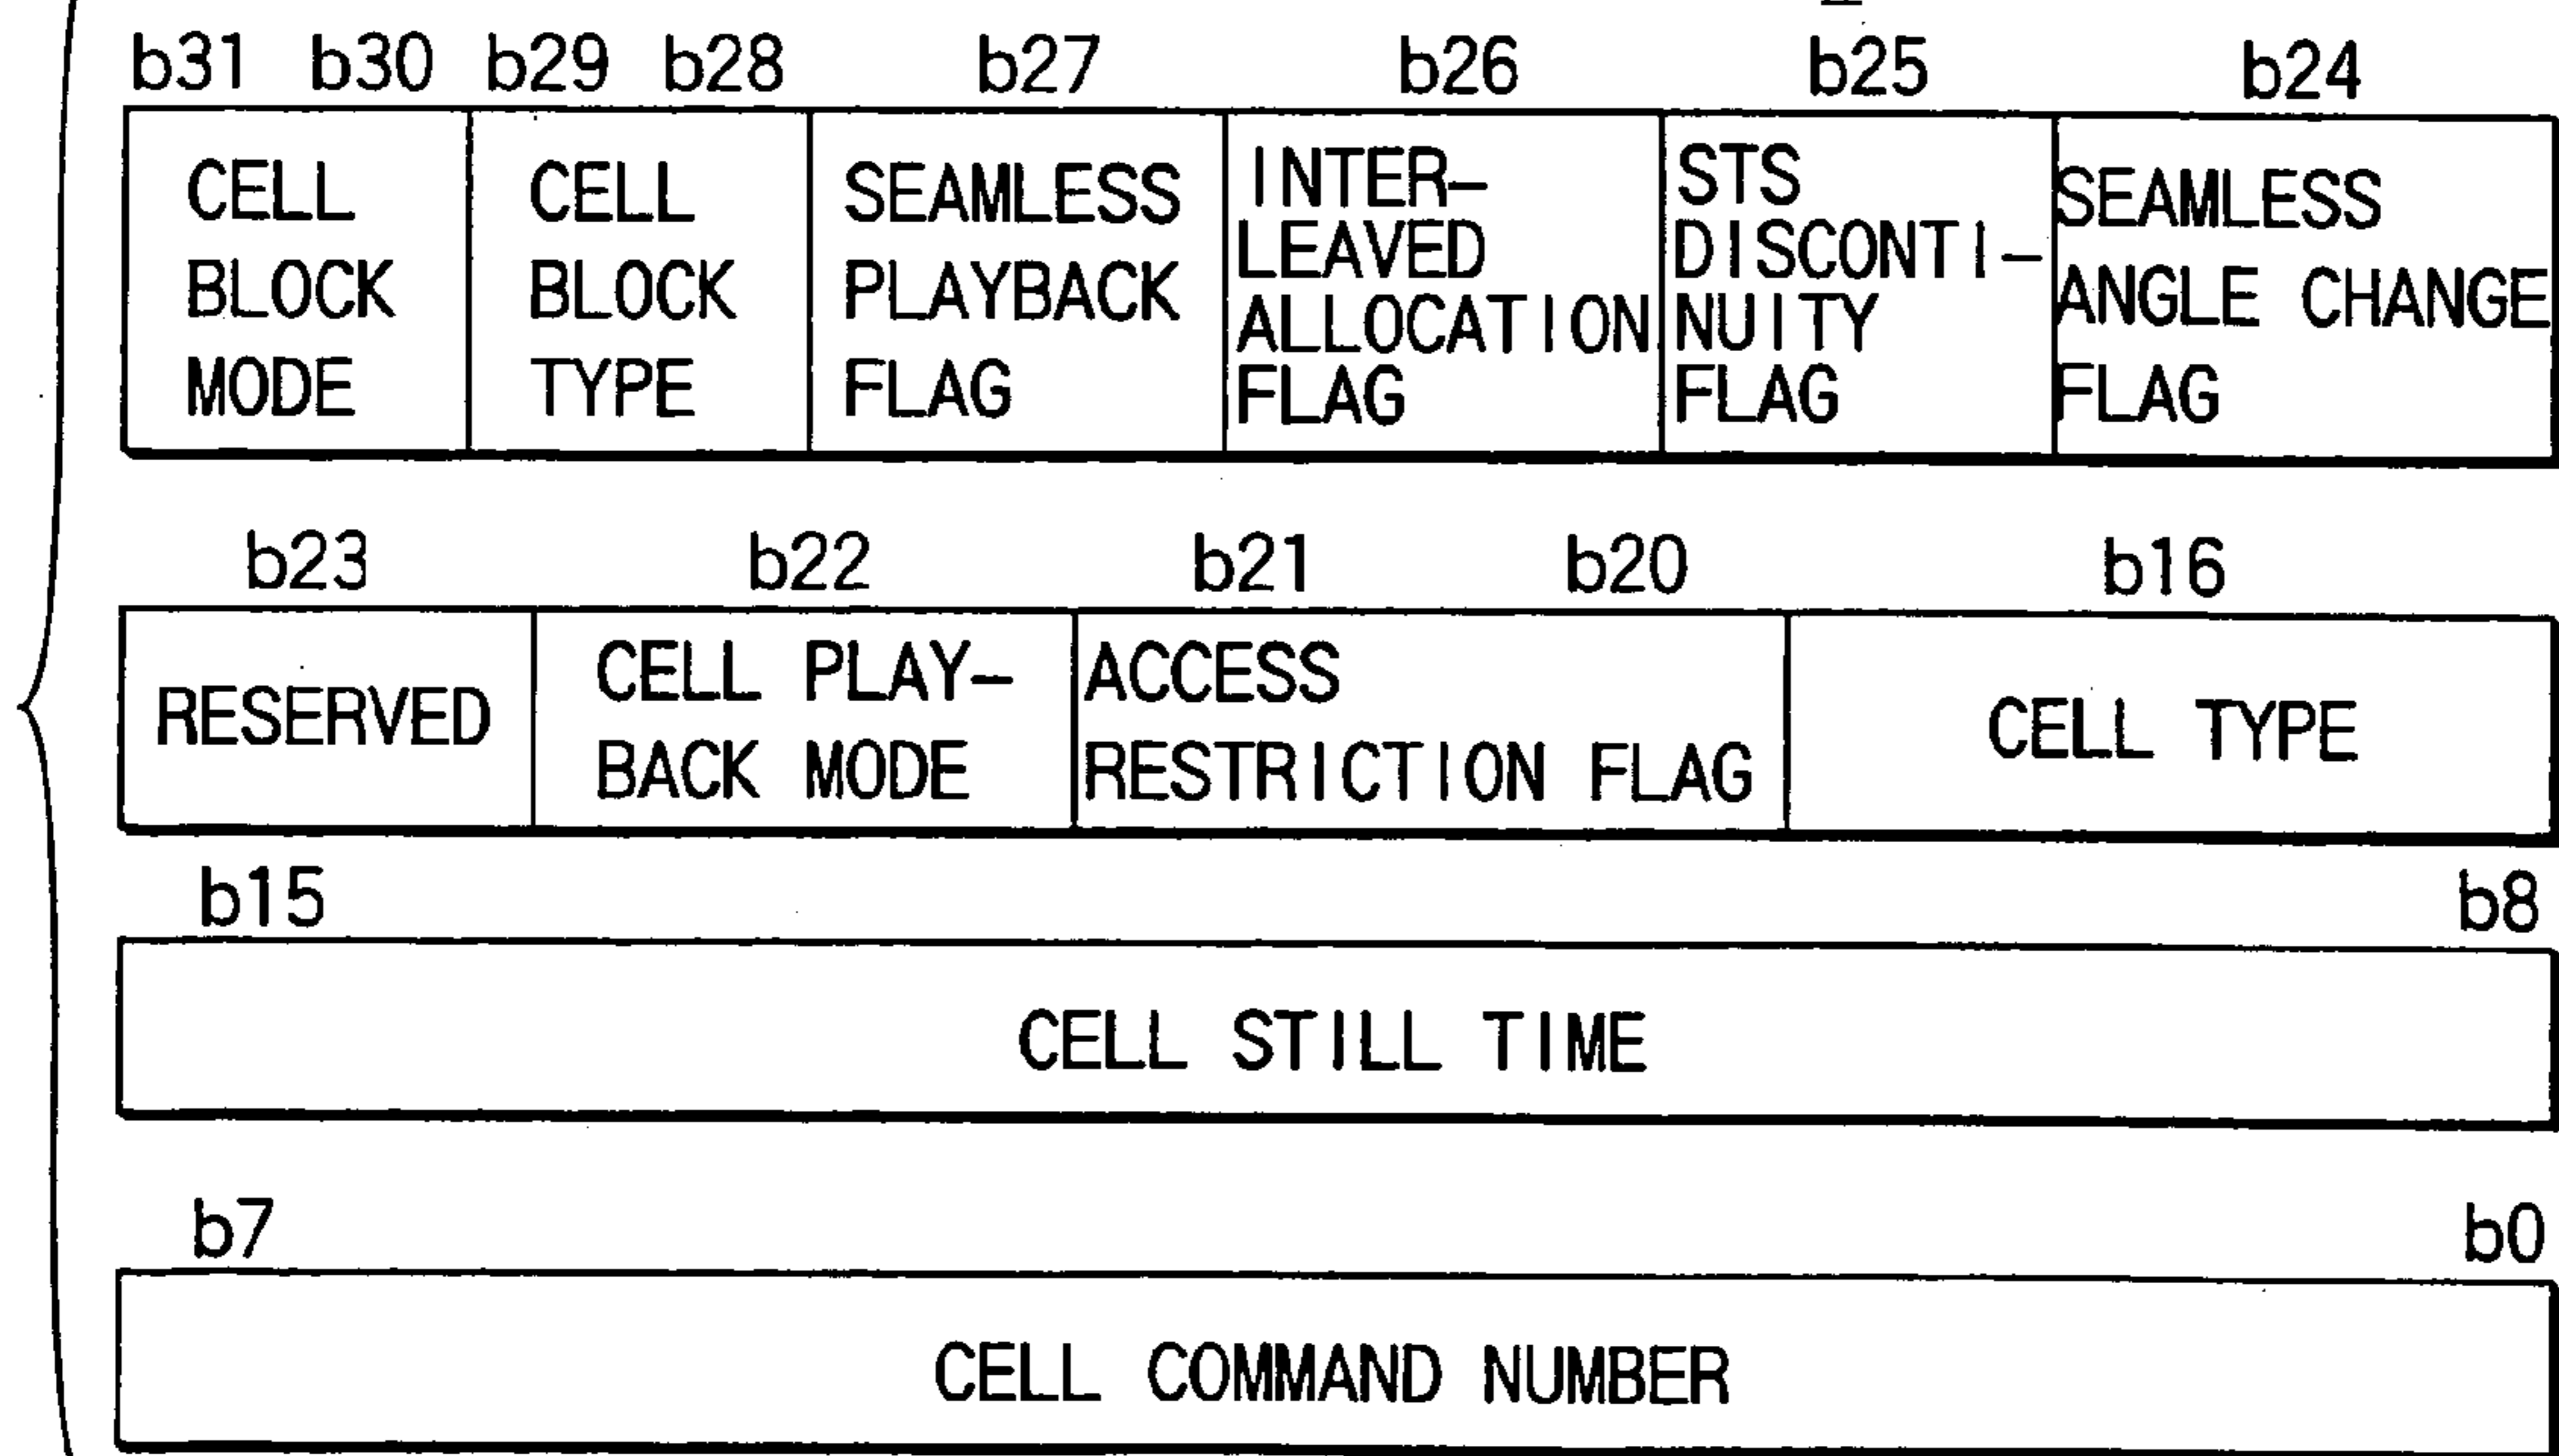 b31 b30 b29 b28 b27 b26 b25 b24
CELL
BLOCK
MODE
CELL
BLOCK
TYPE
SEAMLESS
PLAYBACK
FLAG
INTER-
LEAVED
ALLOCATION
FLAG
STS
DISCONTI-
NUITY
FLAG
SEAMLESS
ANGLE CHANGE
FLAG
b23 b22 b21 b20 b16
RESERVED
CELL PLAY-
BACK MODE
ACCESS
RESTRICTION FLAG
CELL TYPE
b15 b8
CELL STILL TIME
b7 b0
CELL COMMAND NUMBER